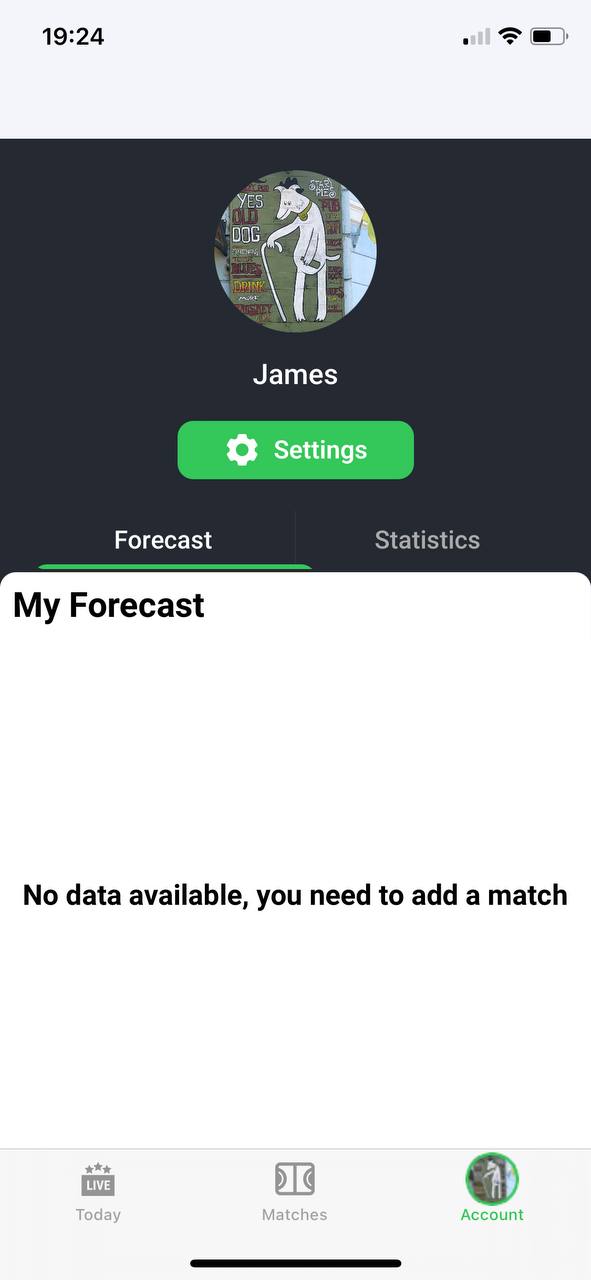 19:24
YES
OLD
DOG
BLUES
DRINK
James
Settings
Forecast
Statistics
My Forecast
No data available, you need to add a match
LIVE
Today
Matches
Account